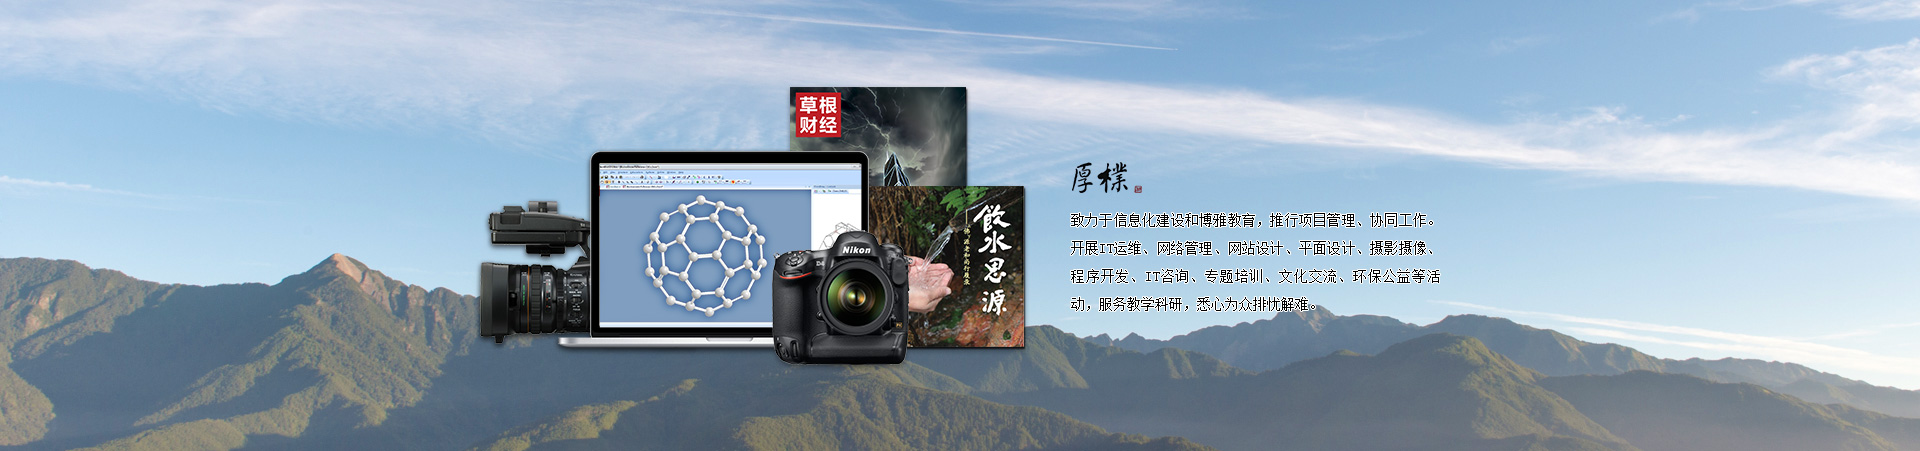 草根
财经
飲水思源
Nikon
厚樸
致力于信息化建设和博雅教育，推行项目管理、协同工作。
开展IT运维、网络管理、网站设计、平面设计、摄影摄像、
程序开发、IT咨询、专题培训、文化交流、环保公益等活
动，服务教学科研，悉心为众排忧解难。